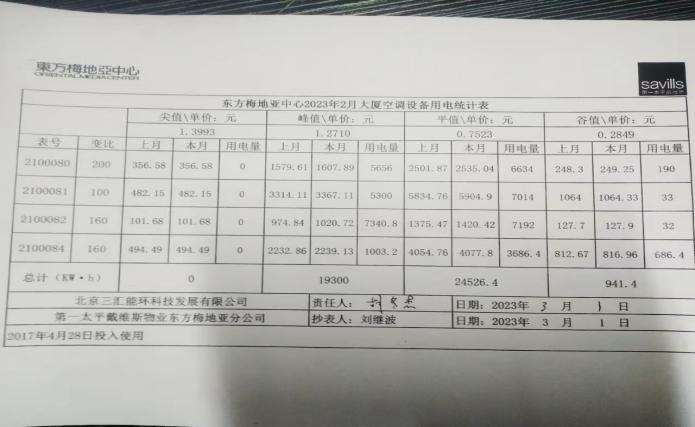 東方梅地亞中心
ORIENTAL MEDIA CENTER
savills
第一太平戴维斯
东方梅地亚中心2023年2月大厦空调设备用电统计表
尖值\单价: 元 峰值\单价: 元 平值\单价: 元 谷值\单价: 元
1.3993 1.2710 0.7523 0.2849
表号 变比 上月 本月 用电量 上月 本月 用电量 上月 本月 用电量 上月 本月 用电量
2100080 200 356.58 356.58 0 1579.61 1607.89 5656 2501.87 2535.04 6634 248.3 249.25 190
2100081 100 482.15 482.15 0 3314.11 3367.11 5300 5834.76 5904.9 7014 1064 1064.33 33
2100082 160 101.68 101.68 0 974.84 1020.72 7340.8 1375.47 1420.42 7192 127.7 127.9 32
2100084 160 494.49 494.49 0 2232.86 2239.13 1003.2 4054.76 4077.8 3686.4 812.67 816.96 686.4
总计(KW·h) 0 19300 24526.4 941.4
北京三汇能环科技发展有限公司 责任人: 日期: 2023年 3 月 1 日
第一太平戴维斯物业东方梅地亚分公司 抄表人: 刘继波 日期: 2023年 3 月 1 日
2017年4月28日投入使用